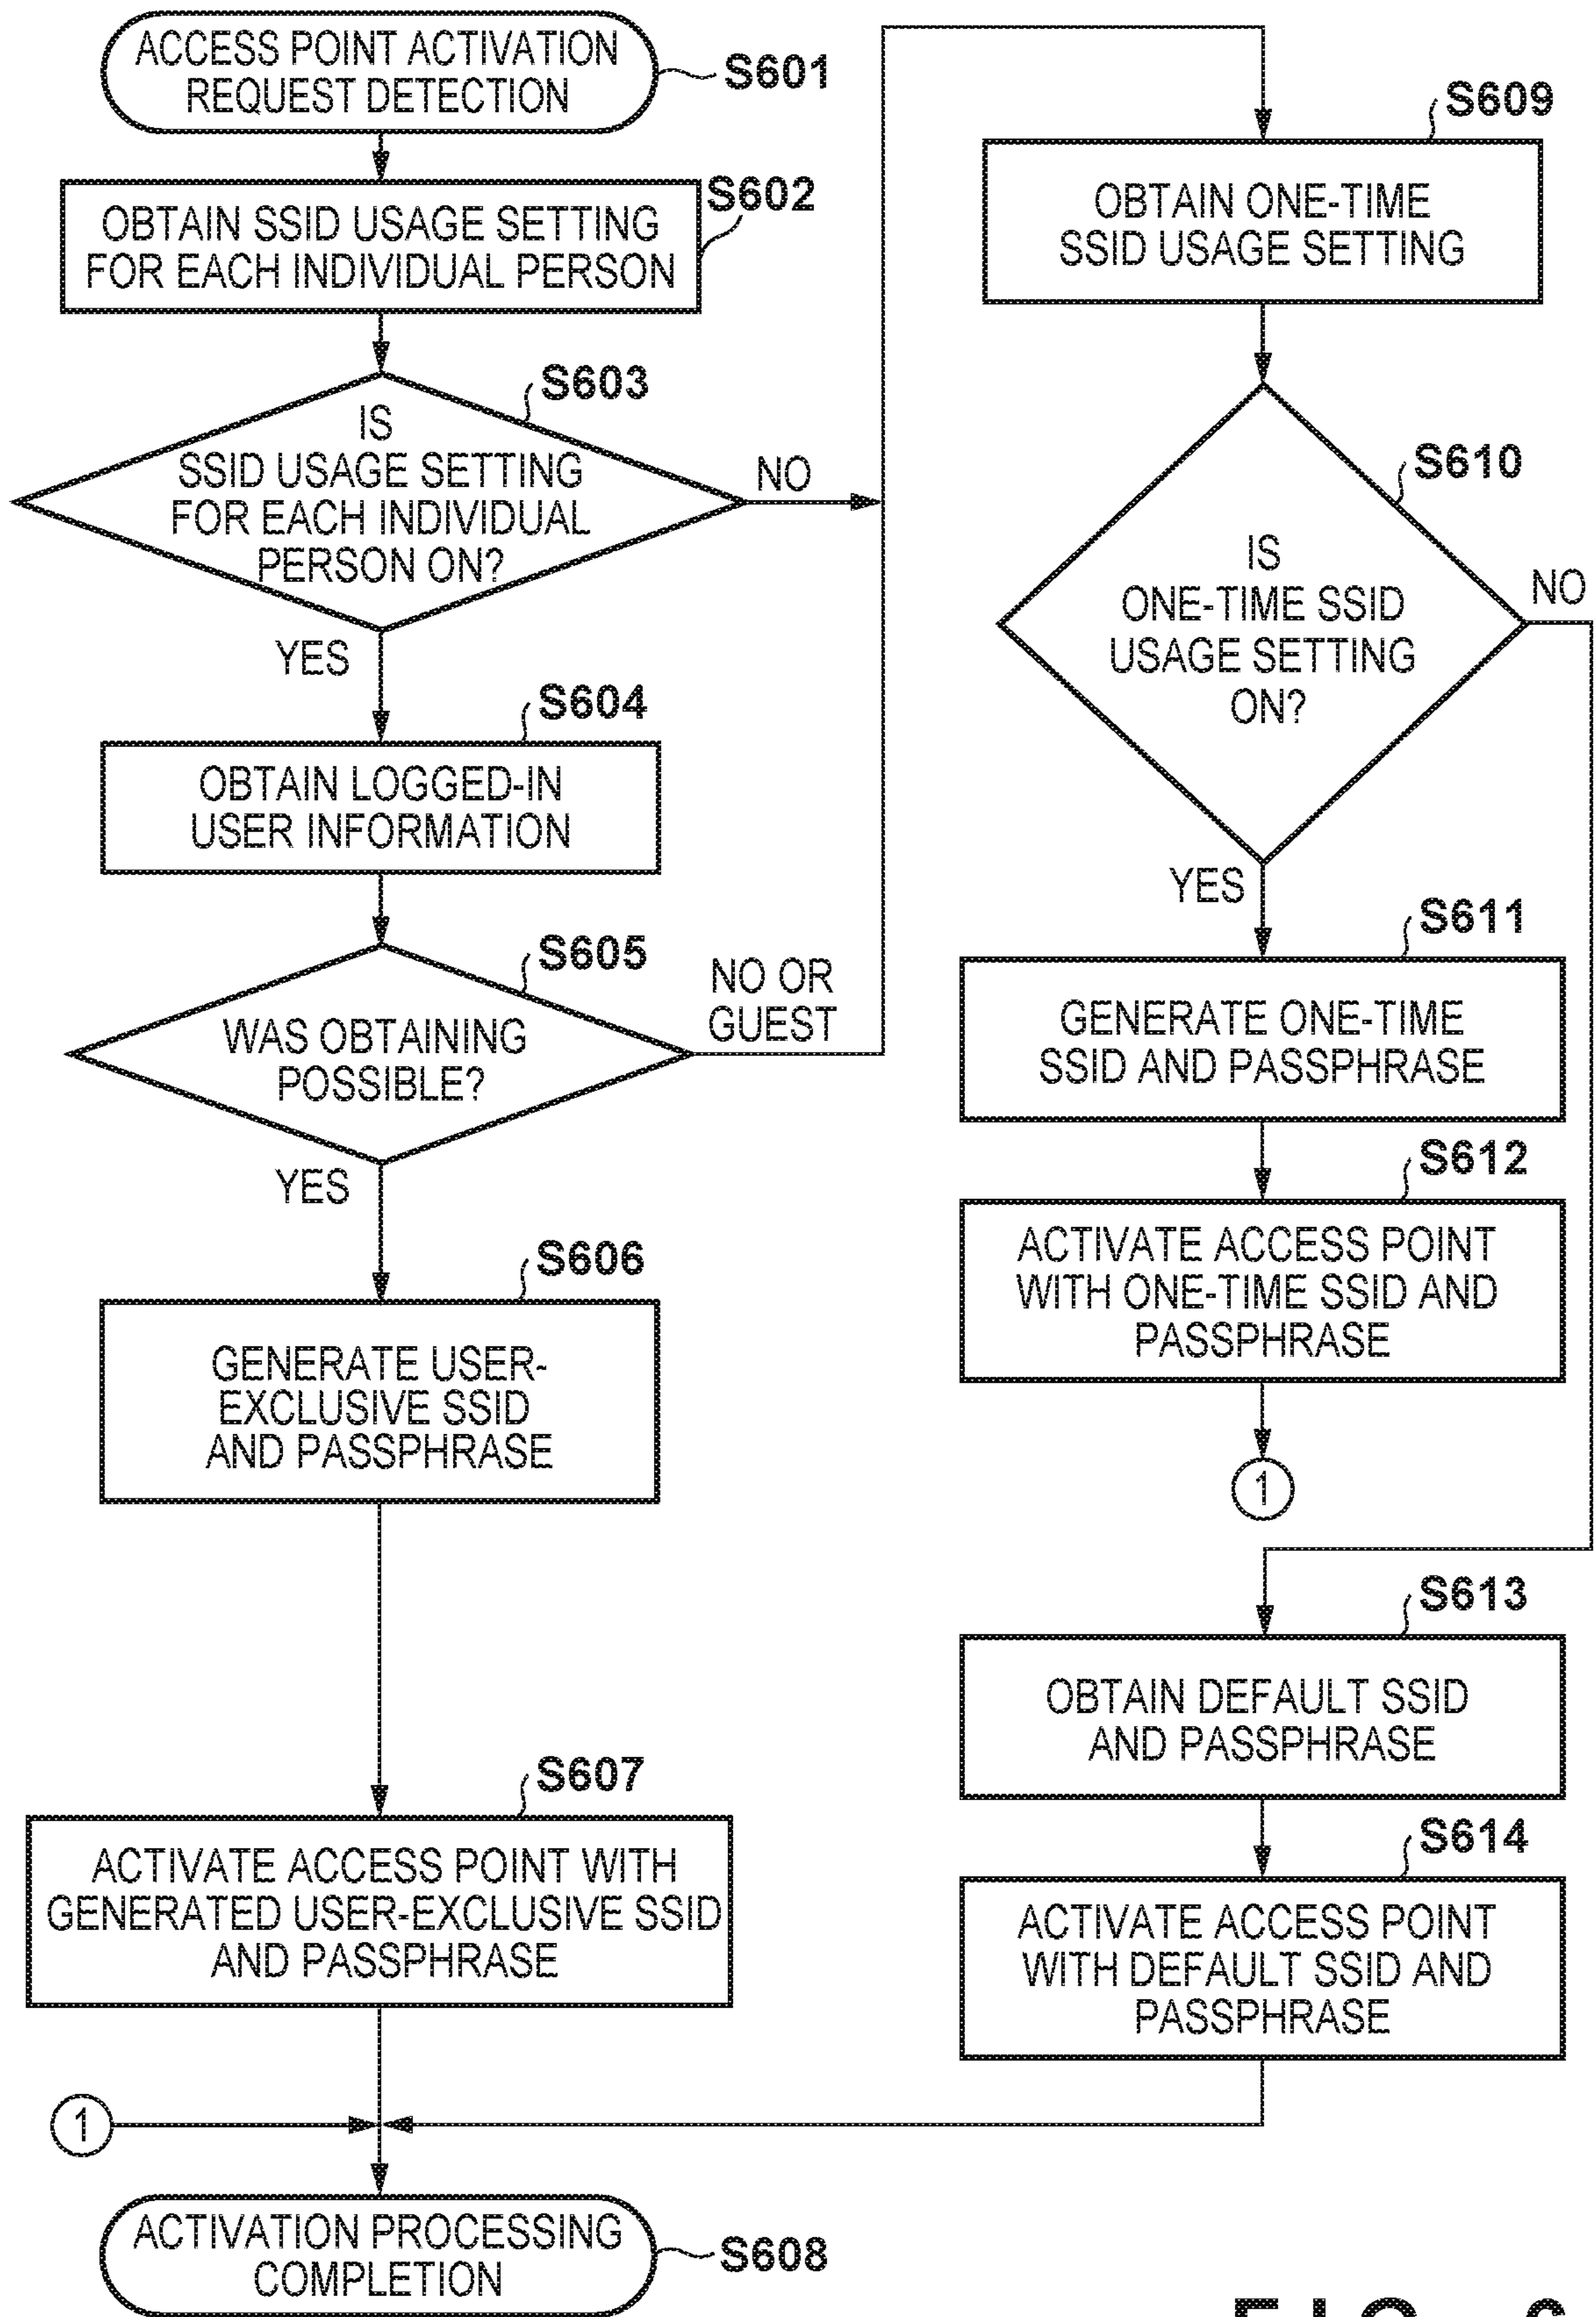 ACCESS POINT ACTIVATION
REQUEST DETECTION
S601
OBTAIN SSID USAGE SETTING
FOR EACH INDIVIDUAL PERSON
S602
IS
SSID USAGE SETTING
FOR EACH INDIVIDUAL
PERSON ON?
S603
NO
YES
OBTAIN LOGGED-IN
USER INFORMATION
S604
WAS OBTAINING
POSSIBLE?
S605
NO OR
GUEST
YES
GENERATE USER-
EXCLUSIVE SSID
AND PASSPHRASE
S606
ACTIVATE ACCESS POINT WITH
GENERATED USER-EXCLUSIVE SSID
AND PASSPHRASE
S607
1
ACTIVATION PROCESSING
COMPLETION
S608
S609
OBTAIN ONE-TIME
SSID USAGE SETTING
S610
IS
ONE-TIME SSID
USAGE SETTING
ON?
NO
YES
S611
GENERATE ONE-TIME
SSID AND PASSPHRASE
S612
ACTIVATE ACCESS POINT
WITH ONE-TIME SSID AND
PASSPHRASE
1
S613
OBTAIN DEFAULT SSID
AND PASSPHRASE
S614
ACTIVATE ACCESS POINT
WITH DEFAULT SSID AND
PASSPHRASE